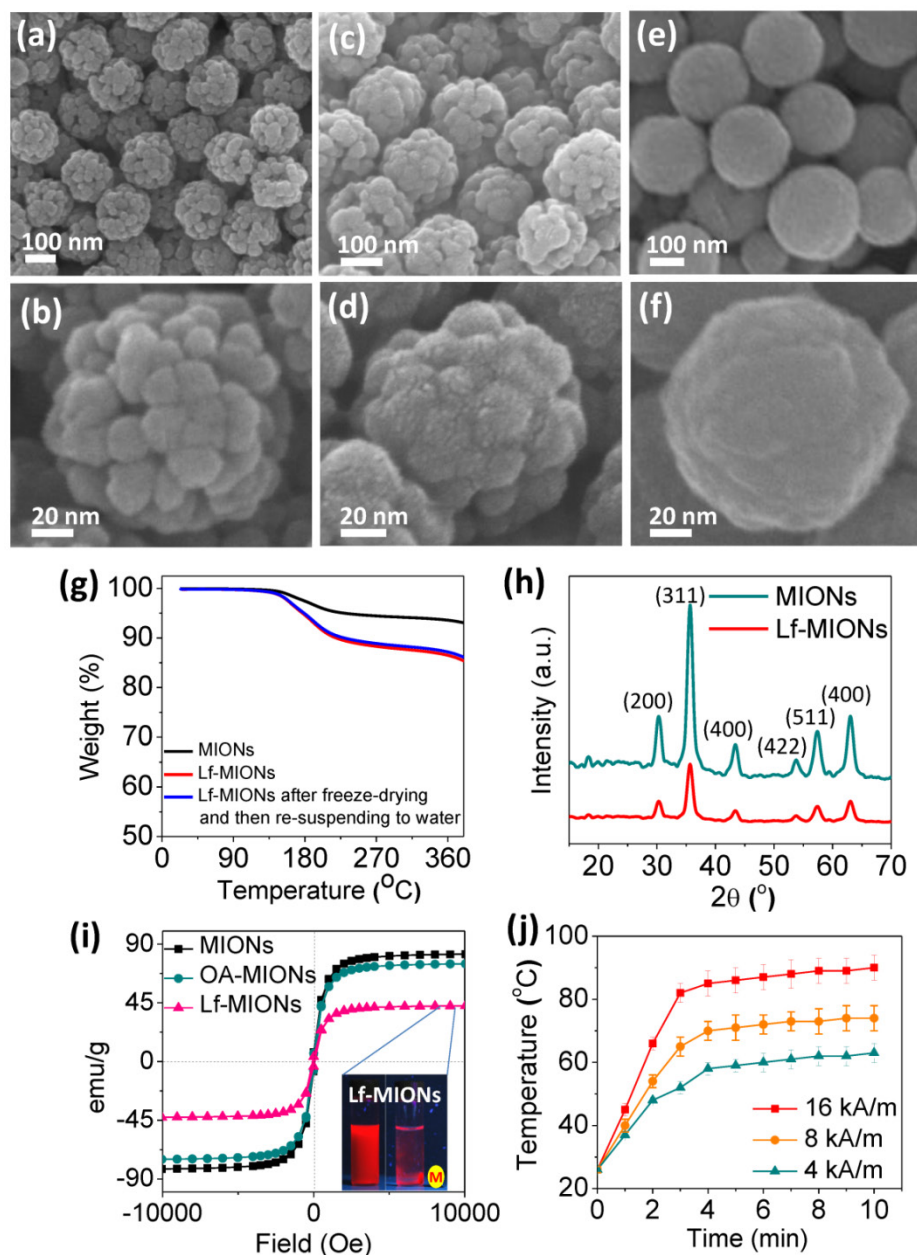 (a)
100 nm
(c)
100 nm
(e)
100 nm
(b)
20 nm
(d)
20 nm
(f)
20 nm
(g)
100
90
80
70
60
50
Weight (%)
MIONs
Lf-MIONs
Lf-MIONs after freeze-drying
and then re-suspending to water
0 90 180 270 360
Temperature (°C)
(h)
Intensity (a.u.)
(311)
MIONs
Lf-MIONs
(200)
(400)
(422)
(511)
(400)
20 30 40 50 60 70
2θ (°)
(i)
90
45
0
-45
-90
emu/g
MIONs
OA-MIONs
Lf-MIONs
Lf-MIONs
M
-10000 0 10000
Field (Oe)
(j)
100
80
60
40
20
Temperature (°C)
16 kA/m
8 kA/m
4 kA/m
0 2 4 6 8 10
Time (min)